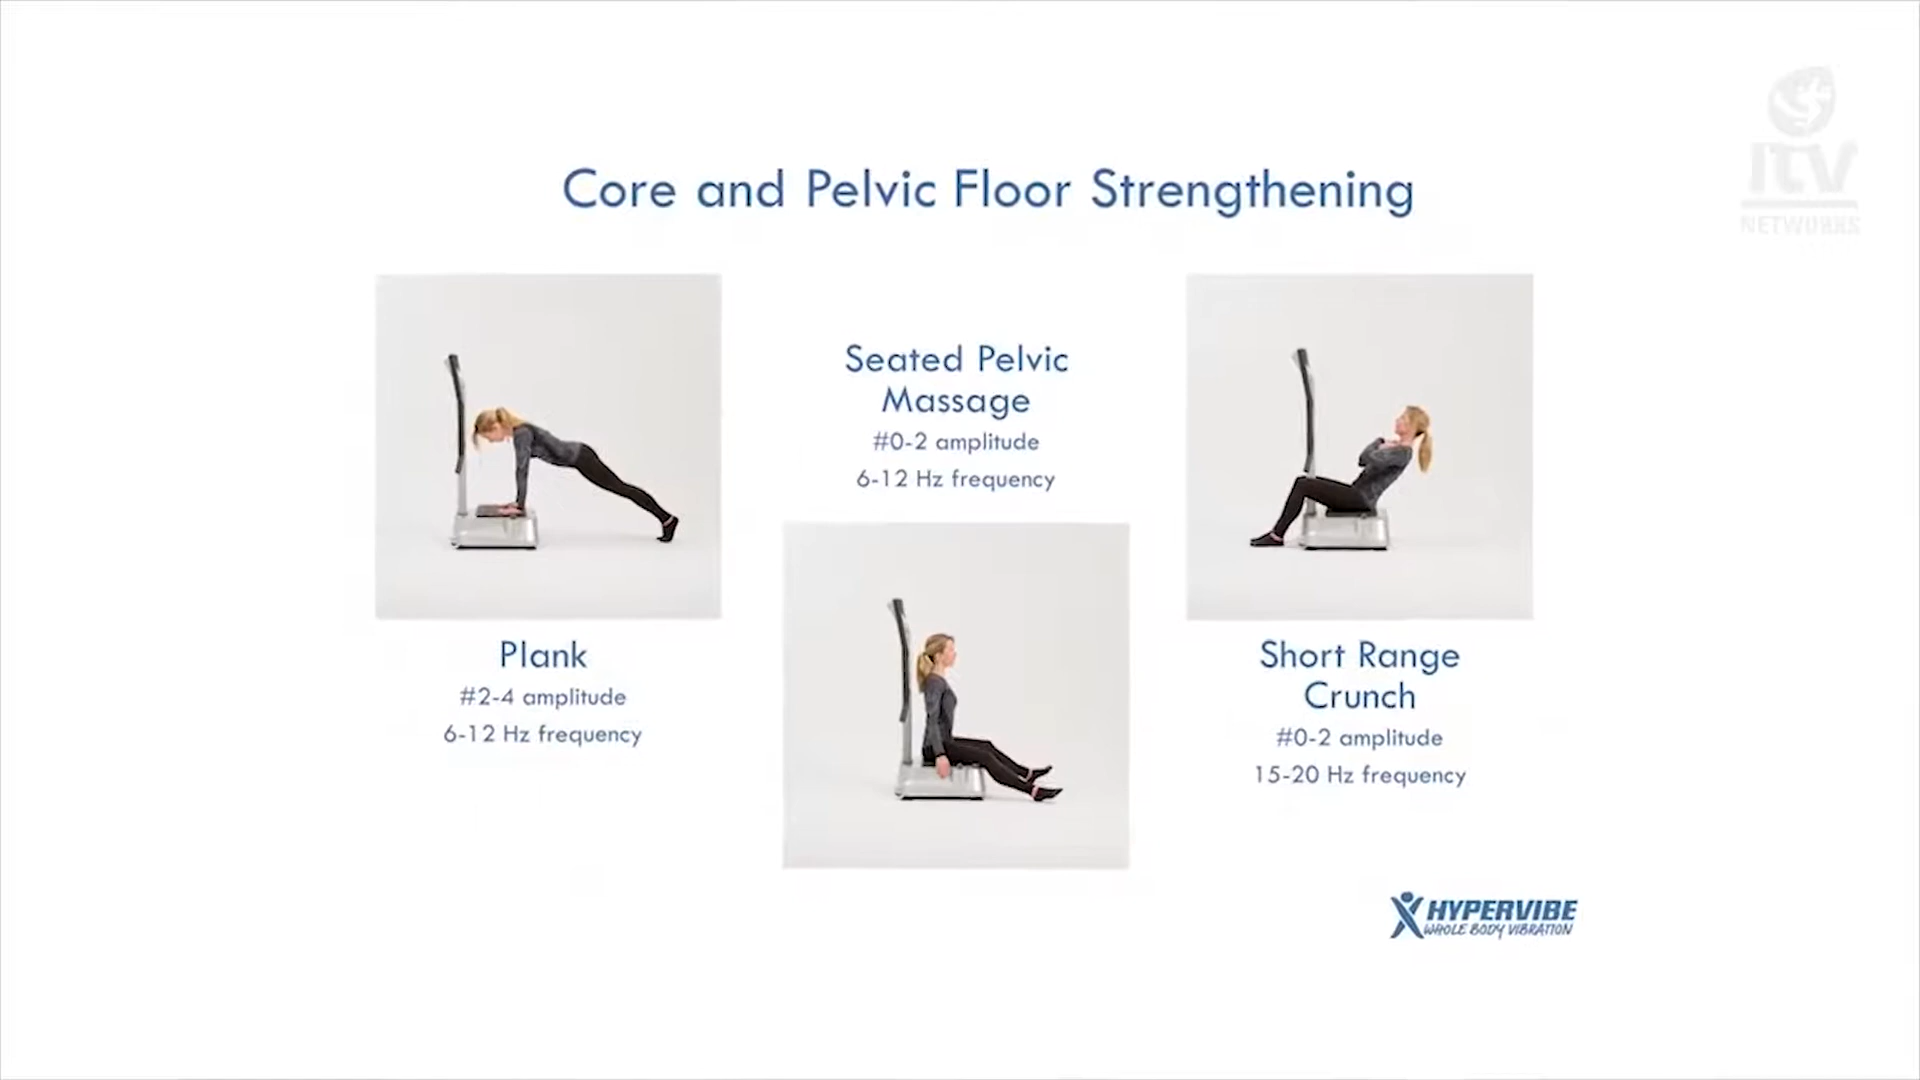 Core and Pelvic Floor Strengthening
Plank
#2-4 amplitude
6-12 Hz frequency
Seated Pelvic
Massage
#0-2 amplitude
6-12 Hz frequency
Short Range
Crunch
#0-2 amplitude
15-20 Hz frequency
HYPERVIBE
WHOLE BODY VIBRATION
iTV
NETWORKS